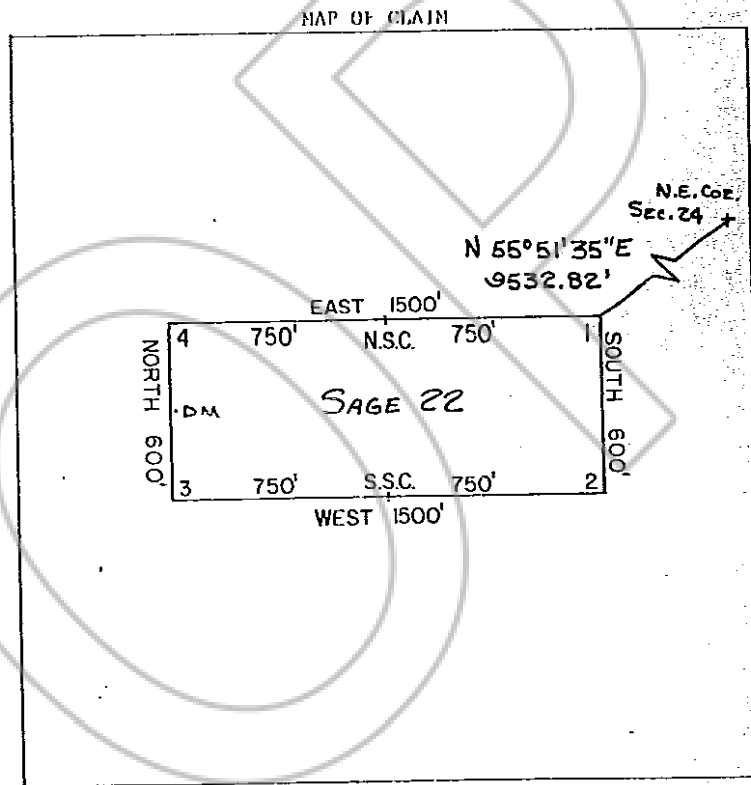 MAP OF CLAIM
N.E. Cor.
Sec. 24
N 55°51'35"E
9532.82'
EAST 1500'
4 750' N.S.C. 750' 1
NORTH 600'
SOUTH 600'
.DM
SAGE 22
3 750' S.S.C. 750' 2
WEST 1500'